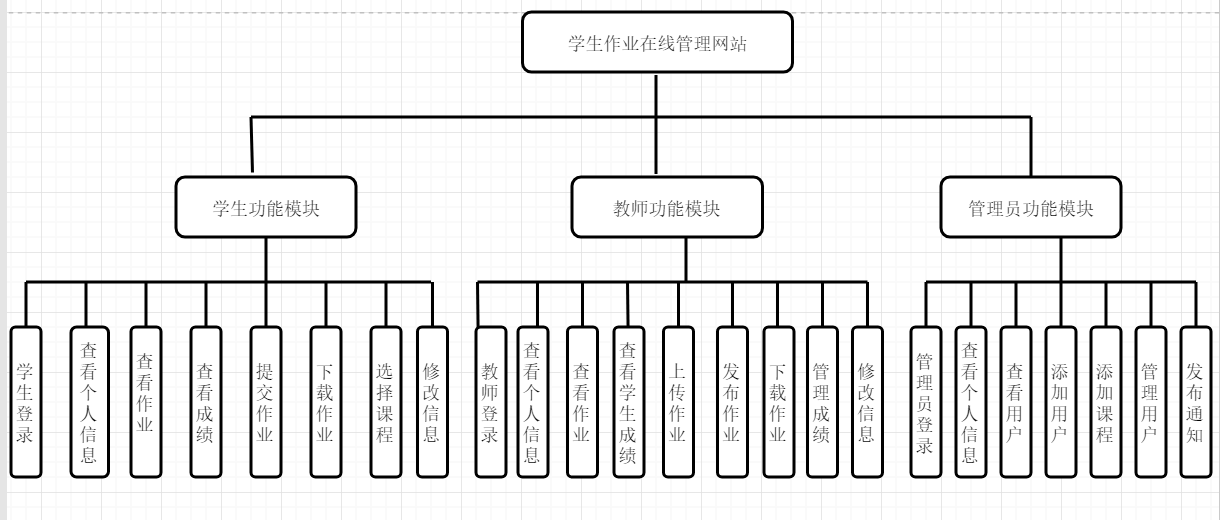 学生作业在线管理网站
学生功能模块
教师功能模块
管理员功能模块
学生登录
查看个人信息
查看作业
查看成绩
提交作业
下载作业
选择课程
修改信息
教师登录
查看个人信息
查看作业
查看学生成绩
上传作业
发布作业
下载作业
管理成绩
修改信息
管理员登录
查看个人信息
查看用户
添加用户
添加课程
管理用户
发布通知